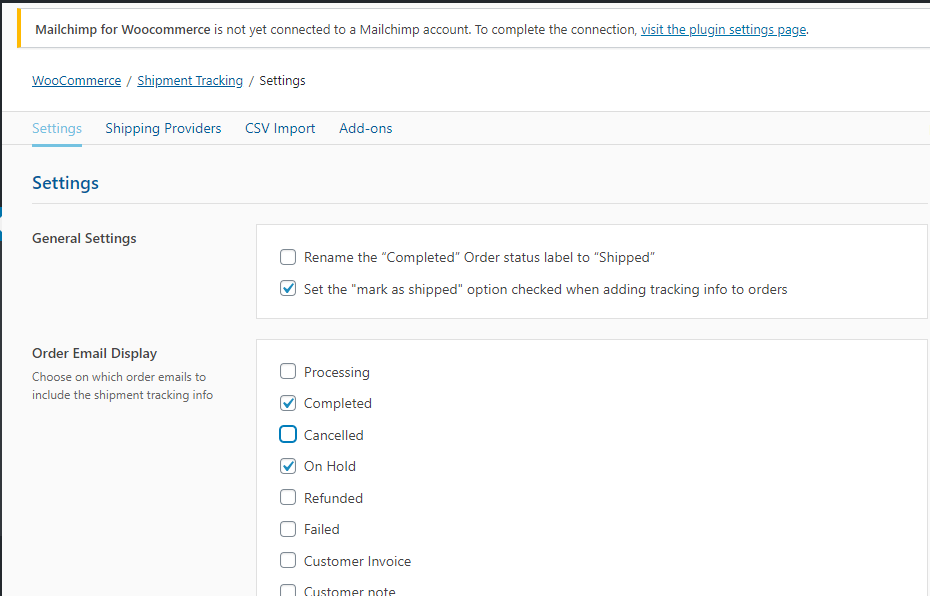 Mailchimp for Woocommerce is not yet connected to a Mailchimp account. To complete the connection, visit the plugin settings page.
WooCommerce / Shipment Tracking / Settings
Settings Shipping Providers CSV Import Add-ons
Settings
General Settings
Rename the “Completed” Order status label to “Shipped”
Set the "mark as shipped" option checked when adding tracking info to orders
Order Email Display
Choose on which order emails to
include the shipment tracking info
Processing
Completed
Cancelled
On Hold
Refunded
Failed
Customer Invoice
Customer note